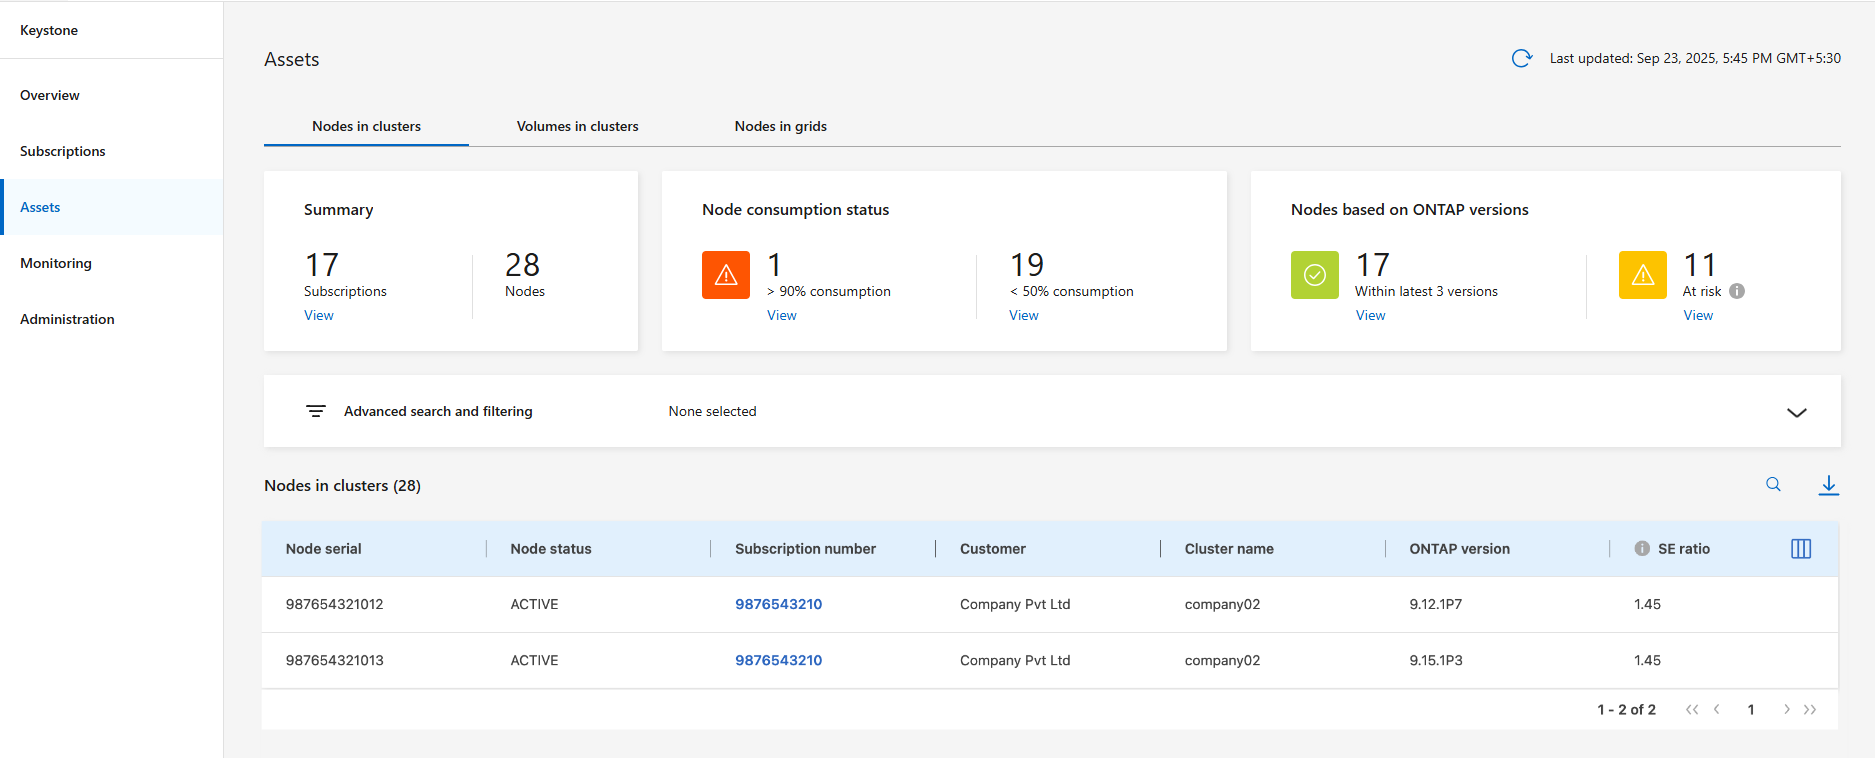 Keystone
Overview
Subscriptions
Assets
Monitoring
Administration
Assets
Last updated: Sep 23, 2025, 5:45 PM GMT+5:30
Nodes in clusters
Volumes in clusters
Nodes in grids
Summary
17
Subscriptions
View
28
Nodes
Node consumption status
1
> 90% consumption
View
19
< 50% consumption
View
Nodes based on ONTAP versions
17
Within latest 3 versions
View
11
At risk
View
Advanced search and filtering
None selected
Nodes in clusters (28)
Node serial Node status Subscription number Customer Cluster name ONTAP version SE ratio
987654321012 ACTIVE 9876543210 Company Pvt Ltd company02 9.12.1P7 1.45
987654321013 ACTIVE 9876543210 Company Pvt Ltd company02 9.15.1P3 1.45
1 - 2 of 2 << < 1 > >>